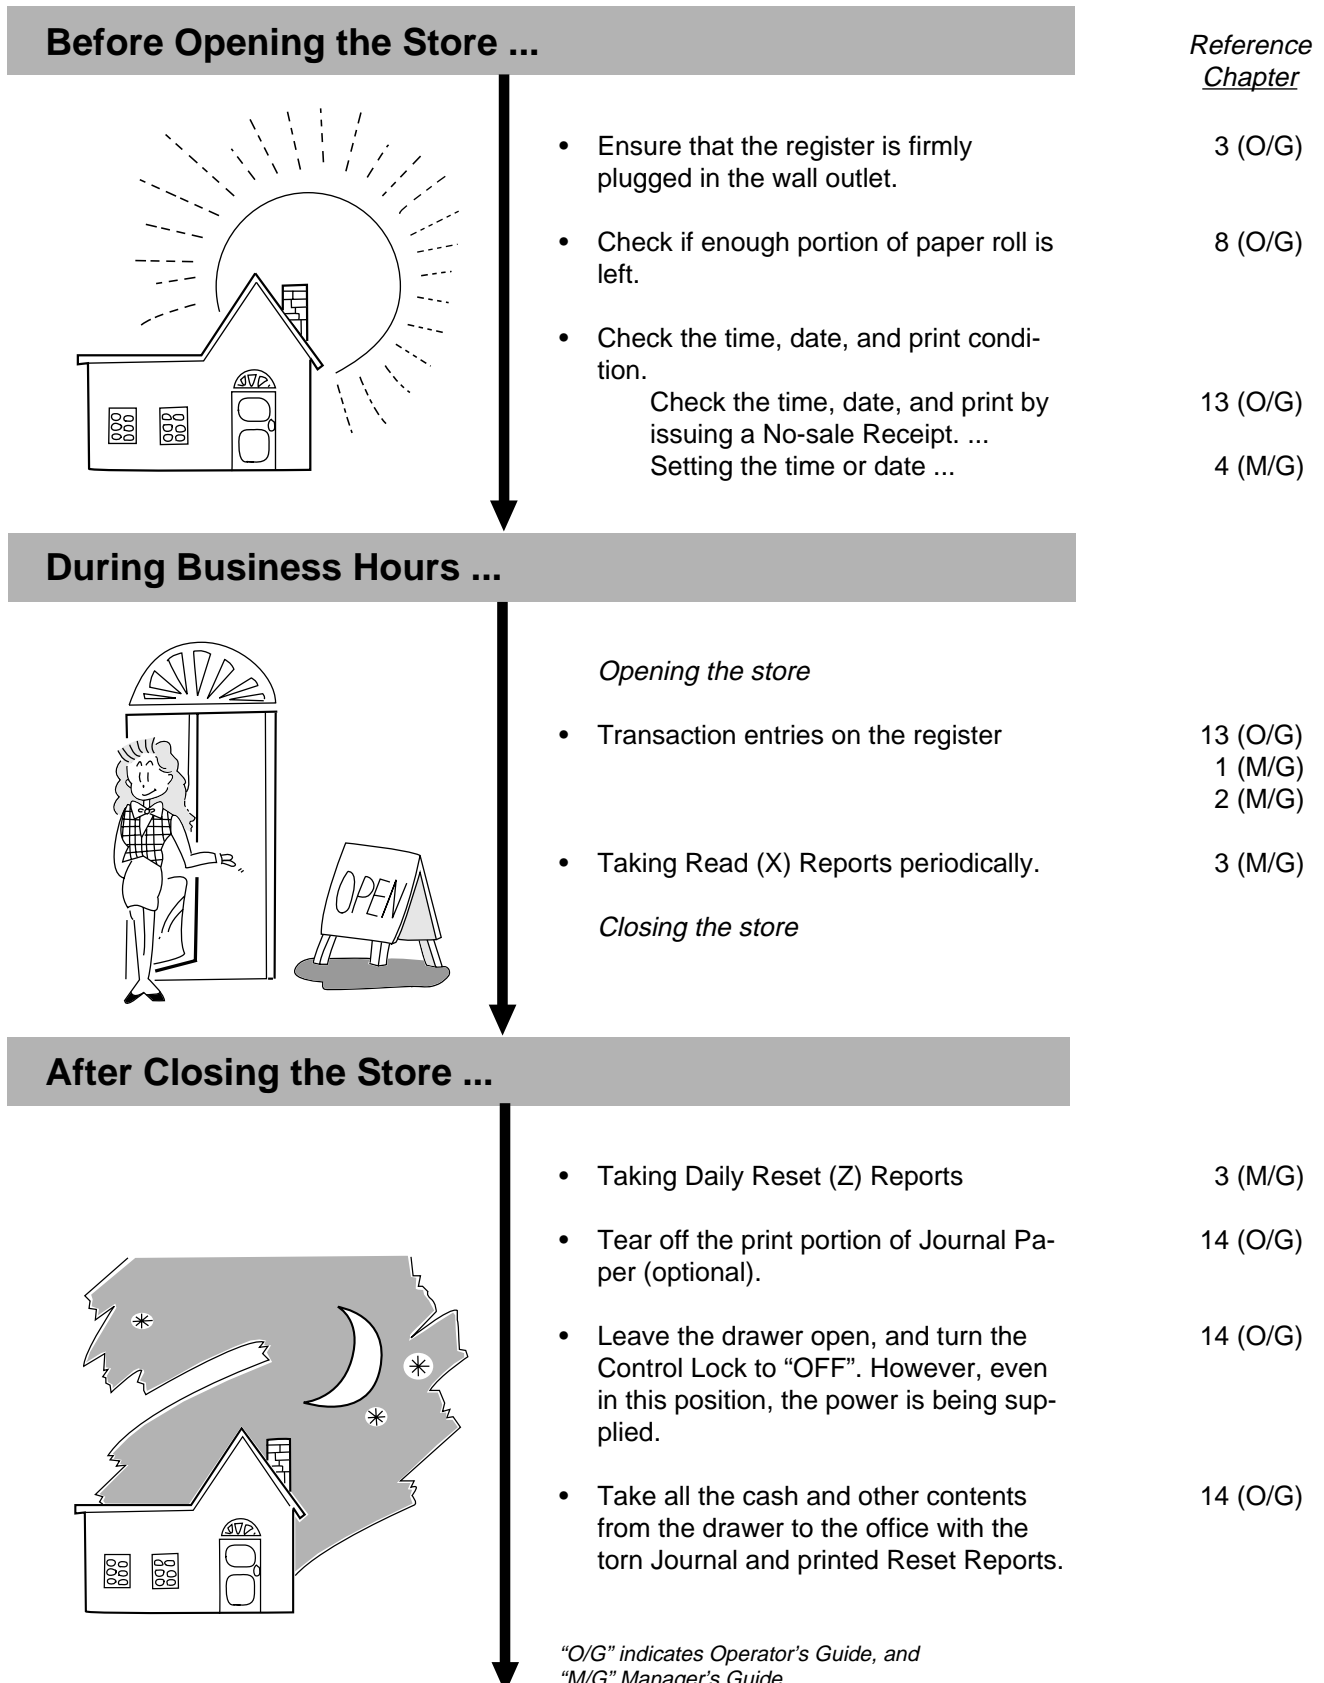 Before Opening the Store ...
Reference
Chapter
• Ensure that the register is firmly 3 (O/G)
plugged in the wall outlet.
• Check if enough portion of paper roll is 8 (O/G)
left.
• Check the time, date, and print condi-
tion.
Check the time, date, and print by 13 (O/G)
issuing a No-sale Receipt. ...
Setting the time or date ... 4 (M/G)
During Business Hours ...
Opening the store
• Transaction entries on the register 13 (O/G)
1 (M/G)
2 (M/G)
• Taking Read (X) Reports periodically. 3 (M/G)
OPEN
Closing the store
After Closing the Store ...
• Taking Daily Reset (Z) Reports 3 (M/G)
• Tear off the print portion of Journal Pa- 14 (O/G)
per (optional).
• Leave the drawer open, and turn the 14 (O/G)
Control Lock to “OFF”. However, even
in this position, the power is being sup-
plied.
• Take all the cash and other contents 14 (O/G)
from the drawer to the office with the
torn Journal and printed Reset Reports.
“O/G” indicates Operator’s Guide, and
“M/G” Manager’s Guide